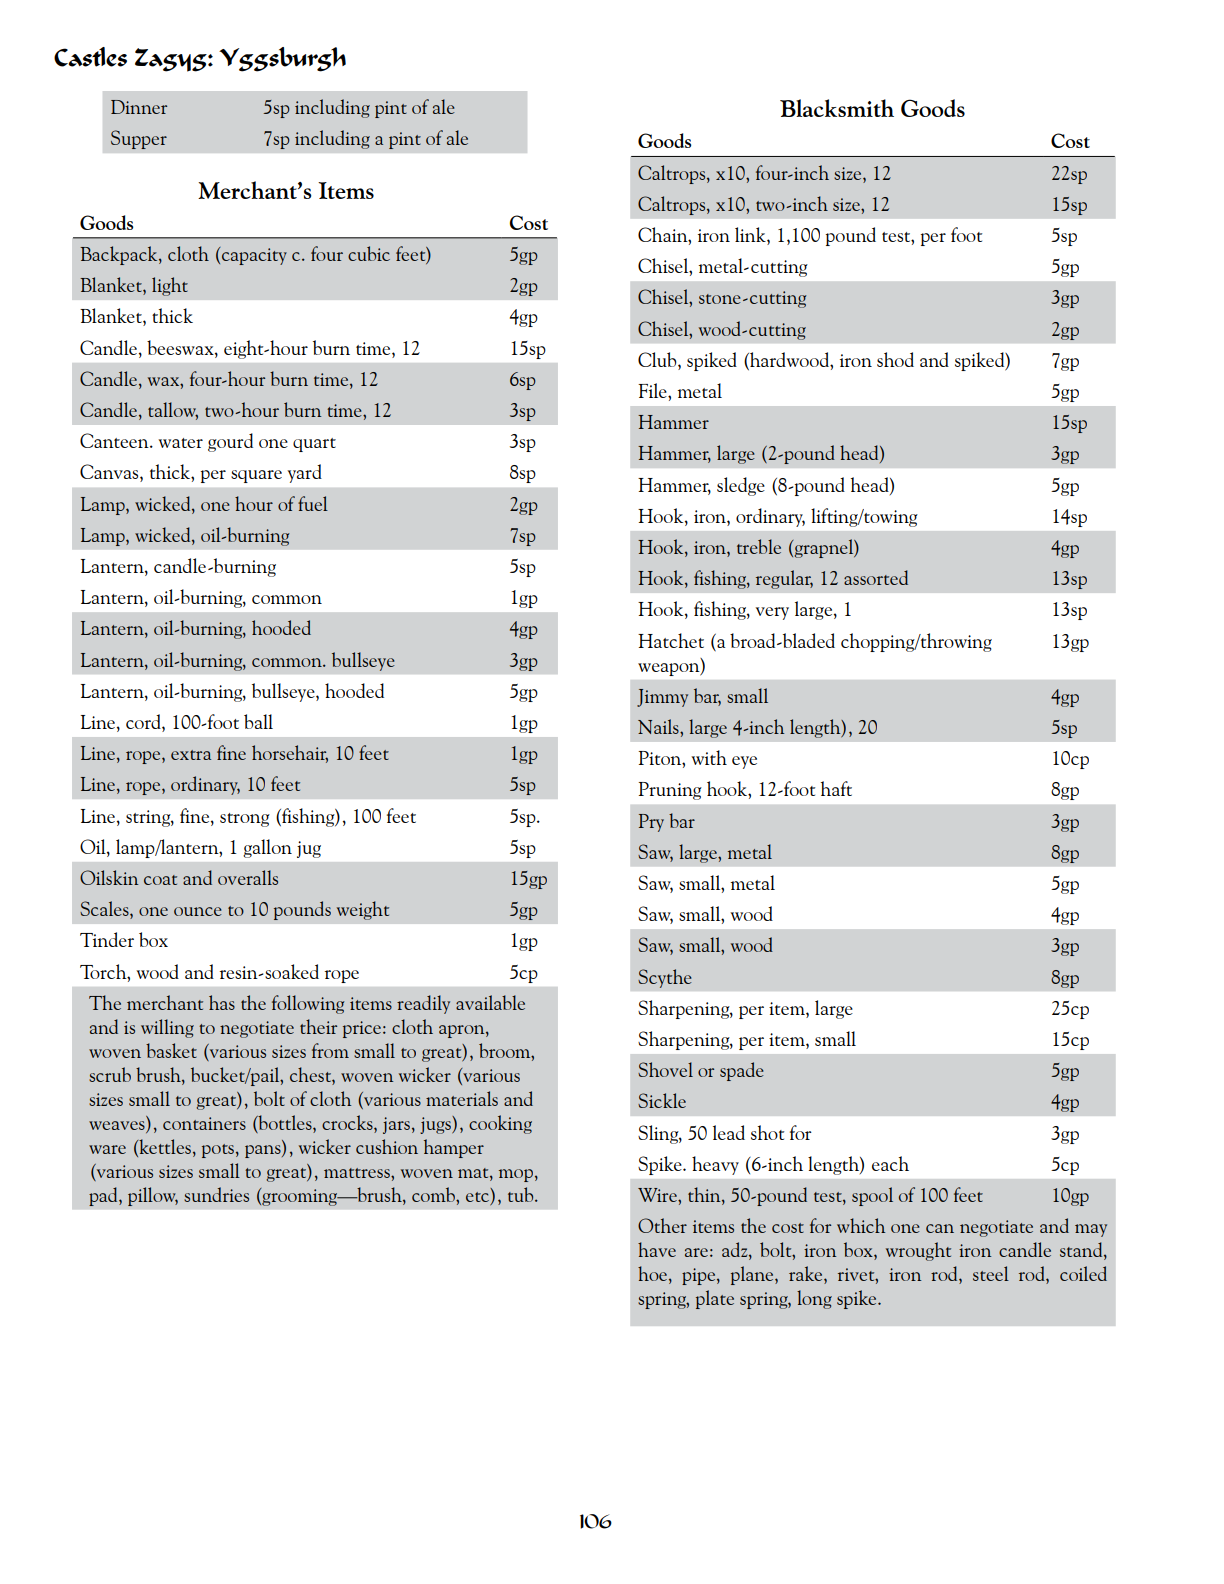 Castles Zagyg: Yggsburgh
Dinner 5sp including pint of ale
Supper 7sp including a pint of ale
Merchant's Items
Goods Cost
Backpack, cloth (capacity c. four cubic feet) 5gp
Blanket, light 2gp
Blanket, thick 4gp
Candle, beeswax, eight-hour burn time, 12 15sp
Candle, wax, four-hour burn time, 12 6sp
Candle, tallow, two-hour burn time, 12 3sp
Canteen. water gourd one quart 3sp
Canvas, thick, per square yard 8sp
Lamp, wicked, one hour of fuel 2gp
Lamp, wicked, oil-burning 7sp
Lantern, candle-burning 5sp
Lantern, oil-burning, common 1gp
Lantern, oil-burning, hooded 4gp
Lantern, oil-burning, common. bullseye 3gp
Lantern, oil-burning, bullseye, hooded 5gp
Line, cord, 100-foot ball 1gp
Line, rope, extra fine horsehair, 10 feet 1gp
Line, rope, ordinary, 10 feet 5sp
Line, string, fine, strong (fishing), 100 feet 5sp.
Oil, lamp/lantern, 1 gallon jug 5sp
Oilskin coat and overalls 15gp
Scales, one ounce to 10 pounds weight 5gp
Tinder box 1gp
Torch, wood and resin-soaked rope 5cp
The merchant has the following items readily available
and is willing to negotiate their price: cloth apron,
woven basket (various sizes from small to great), broom,
scrub brush, bucket/pail, chest, woven wicker (various
sizes small to great), bolt of cloth (various materials and
weaves), containers (bottles, crocks, jars, jugs), cooking
ware (kettles, pots, pans), wicker cushion hamper
(various sizes small to great), mattress, woven mat, mop,
pad, pillow, sundries (grooming—brush, comb, etc), tub.
Blacksmith Goods
Goods Cost
Caltrops, x10, four-inch size, 12 22sp
Caltrops, x10, two-inch size, 12 15sp
Chain, iron link, 1,100 pound test, per foot 5sp
Chisel, metal-cutting 5gp
Chisel, stone-cutting 3gp
Chisel, wood-cutting 2gp
Club, spiked (hardwood, iron shod and spiked) 7gp
File, metal 5gp
Hammer 15sp
Hammer, large (2-pound head) 3gp
Hammer, sledge (8-pound head) 5gp
Hook, iron, ordinary, lifting/towing 14sp
Hook, iron, treble (grapnel) 4gp
Hook, fishing, regular, 12 assorted 13sp
Hook, fishing, very large, 1 13sp
Hatchet (a broad-bladed chopping/throwing 13gp
weapon)
Jimmy bar, small 4gp
Nails, large 4-inch length), 20 5sp
Piton, with eye 10cp
Pruning hook, 12-foot haft 8gp
Pry bar 3gp
Saw, large, metal 8gp
Saw, small, metal 5gp
Saw, small, wood 4gp
Saw, small, wood 3gp
Scythe 8gp
Sharpening, per item, large 25cp
Sharpening, per item, small 15cp
Shovel or spade 5gp
Sickle 4gp
Sling, 50 lead shot for 3gp
Spike. heavy (6-inch length) each 5cp
Wire, thin, 50-pound test, spool of 100 feet 10gp
Other items the cost for which one can negotiate and may
have are: adz, bolt, iron box, wrought iron candle stand,
hoe, pipe, plane, rake, rivet, iron rod, steel rod, coiled
spring, plate spring, long spike.
106